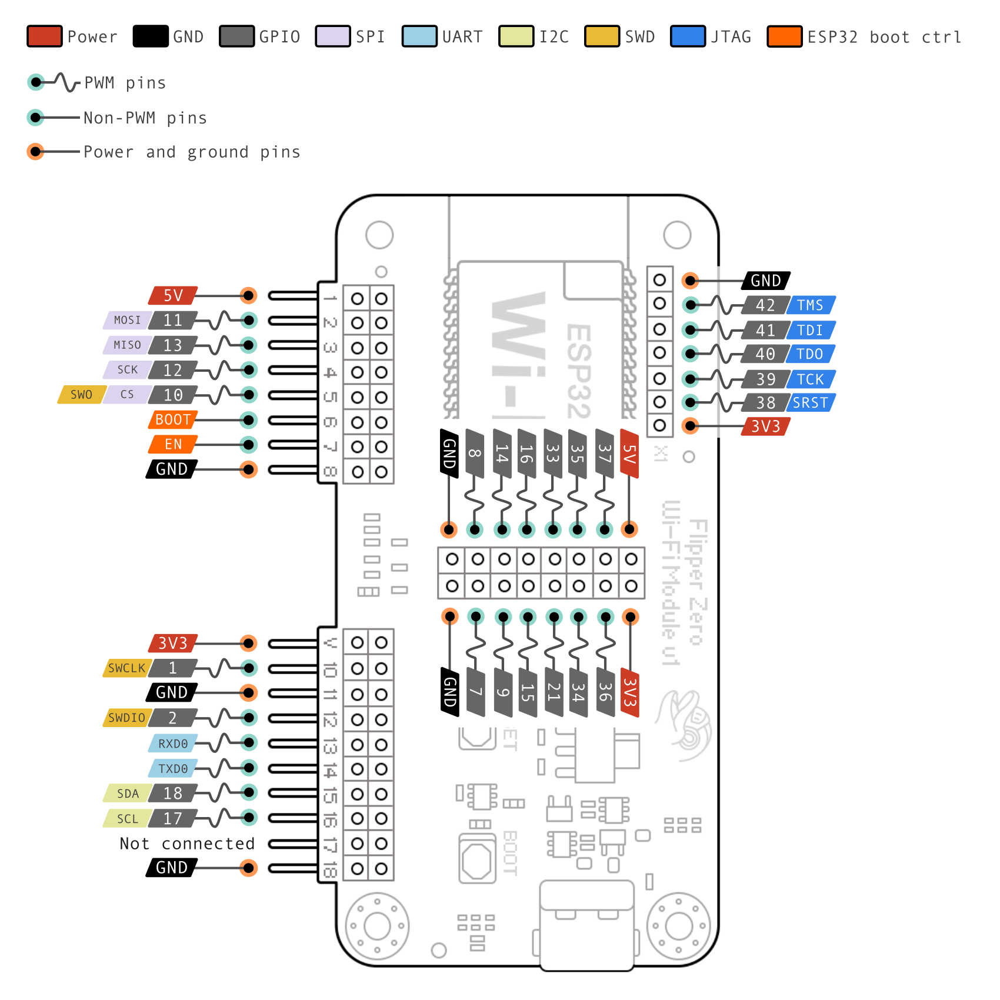 Power GND GPIO SPI UART I2C SWD JTAG ESP32 boot ctrl
PWM pins
Non-PWM pins
Power and ground pins
5V 1
MOSI 11 2
MISO 13 3
SCK 12 4
SWO CS 10 5
BOOT 6
EN 7
GND 8
3V3 V
SWCLK 1 10
GND 11
SWDIO 2 12
RXD0 13
TXD0 14
SDA 18 15
SCL 17 16
Not connected 17
GND 18
Wi-
ESP32
GND
42 TMS
41 TDI
40 TDO
39 TCK
38 SRST
3V3
X1
GND 8 14 16 33 35 37 5V
GND 7 9 15 21 34 36 3V3
Flipper Zero
Wi-Fi Module v1
ET
BOOT